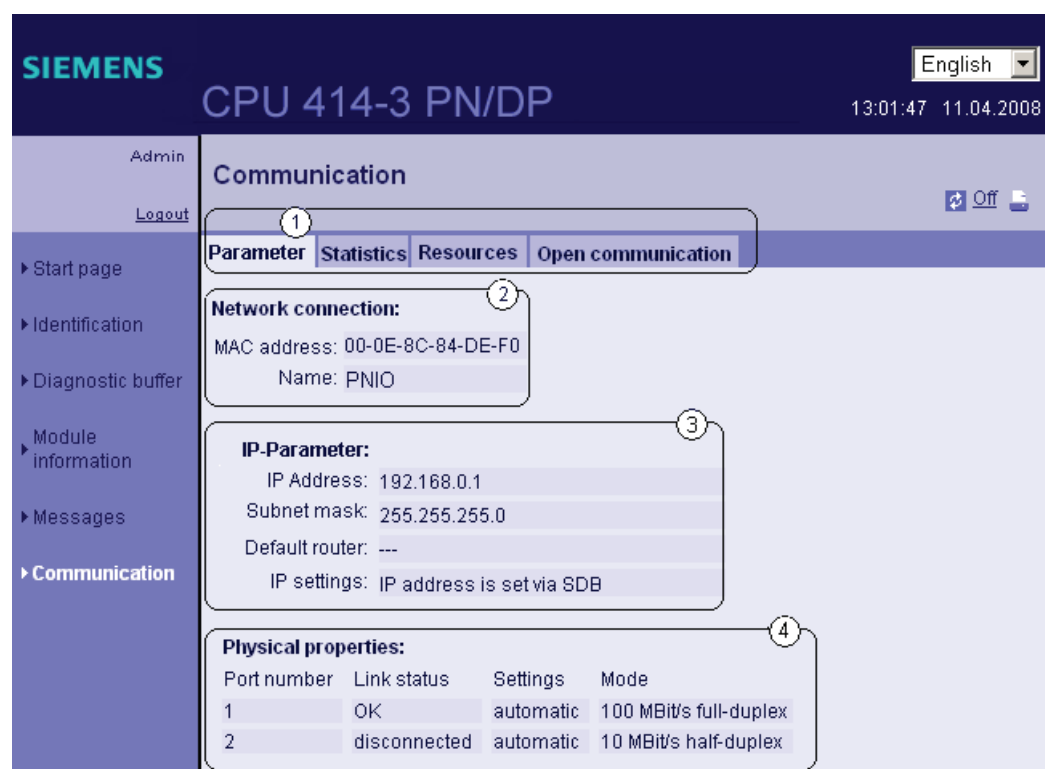 SIEMENS
English
CPU 414-3 PN/DP
13:01:47 11.04.2008
Admin
Logout
Communication
Off
1
Parameter Statistics Resources Open communication
Start page
Identification
Diagnostic buffer
Module
information
Messages
Communication
2
Network connection:
MAC address: 00-0E-8C-84-DE-F0
Name: PNIO
3
IP-Parameter:
IP Address: 192.168.0.1
Subnet mask: 255.255.255.0
Default router: ---
IP settings: IP address is set via SDB
4
Physical properties:
Port number Link status Settings Mode
1 OK automatic 100 MBit/s full-duplex
2 disconnected automatic 10 MBit/s half-duplex